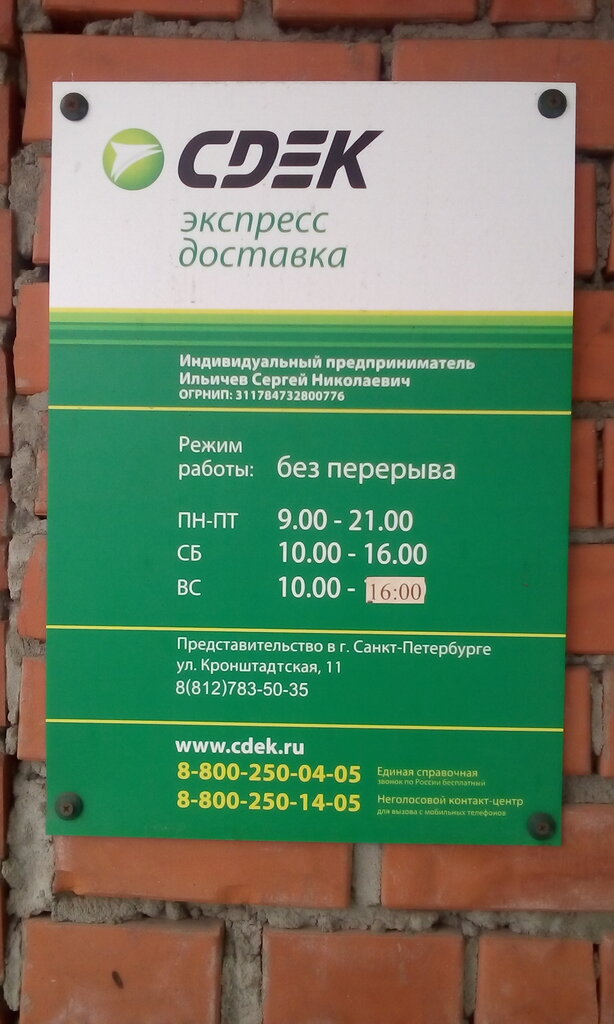 CDEK
экспресс
доставка
Индивидуальный предприниматель
Ильичев Сергей Николаевич
ОГРНИП: 311784732800776
Режим
работы: без перерыва
ПН-ПТ 9.00 - 21.00
СБ 10.00 - 16.00
ВС 10.00 - 16:00
Представительство в г. Санкт-Петербурге
ул. Кронштадтская, 11
8(812)783-50-35
www.cdek.ru
8-800-250-04-05 Единая справочная
звонок по России бесплатный
8-800-250-14-05 Неголосовой контакт-центр
для вызова с мобильных телефонов